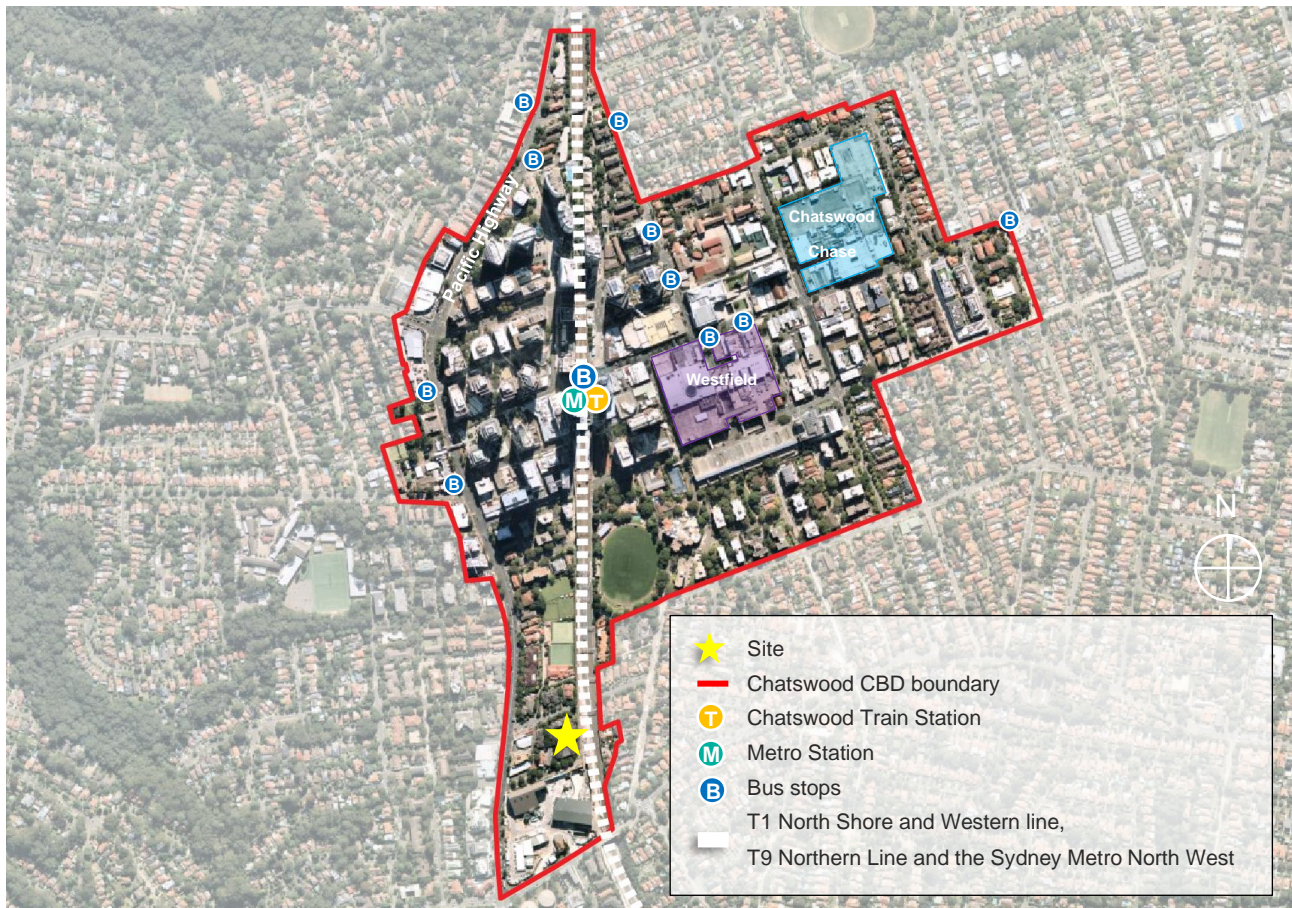 B
B
B
Pacific Highway
Chatswood
Chase
B
B
B
B
B
Westfield
B
M
T
B
B
N
Site
Chatswood CBD boundary
T
Chatswood Train Station
M
Metro Station
B
Bus stops
T1 North Shore and Western line,
T9 Northern Line and the Sydney Metro North West